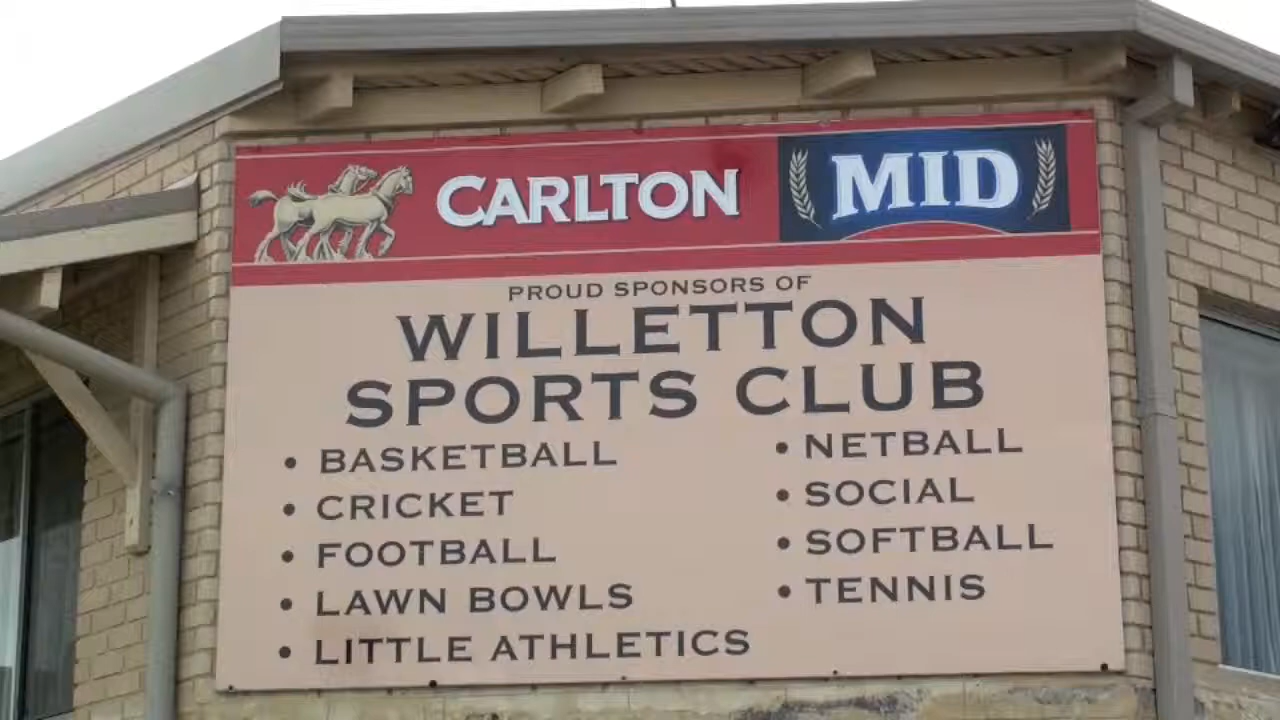 CARLTON MID
PROUD SPONSORS OF
WILLETTON
SPORTS CLUB
• BASKETBALL
• CRICKET
• FOOTBALL
• LAWN BOWLS
• LITTLE ATHLETICS
• NETBALL
• SOCIAL
• SOFTBALL
• TENNIS